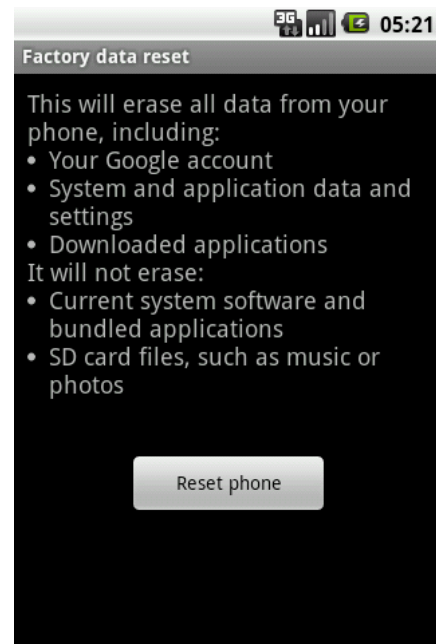 3G 05:21
Factory data reset
This will erase all data from your
phone, including:
• Your Google account
• System and application data and
settings
• Downloaded applications
It will not erase:
• Current system software and
bundled applications
• SD card files, such as music or
photos
Reset phone